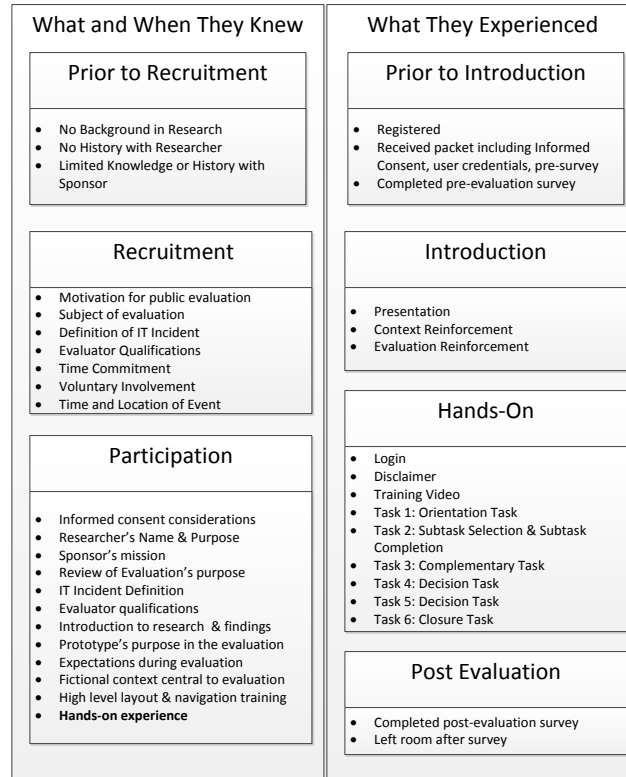 What and When They Knew
Prior to Recruitment
• No Background in Research
• No History with Researcher
• Limited Knowledge or History with
Sponsor
Recruitment
• Motivation for public evaluation
• Subject of evaluation
• Definition of IT Incident
• Evaluator Qualifications
• Time Commitment
• Voluntary Involvement
• Time and Location of Event
Participation
• Informed consent considerations
• Researcher's Name & Purpose
• Sponsor's mission
• Review of Evaluation's purpose
• IT Incident Definition
• Evaluator qualifications
• Introduction to research & findings
• Prototype's purpose in the evaluation
• Expectations during evaluation
• Fictional context central to evaluation
• High level layout & navigation training
• Hands-on experience
What They Experienced
Prior to Introduction
• Registered
• Received packet including Informed
Consent, user credentials, pre-survey
• Completed pre-evaluation survey
Introduction
• Presentation
• Context Reinforcement
• Evaluation Reinforcement
Hands-On
• Login
• Disclaimer
• Training Video
• Task 1: Orientation Task
• Task 2: Subtask Selection & Subtask
Completion
• Task 3: Complementary Task
• Task 4: Decision Task
• Task 5: Decision Task
• Task 6: Closure Task
Post Evaluation
• Completed post-evaluation survey
• Left room after survey